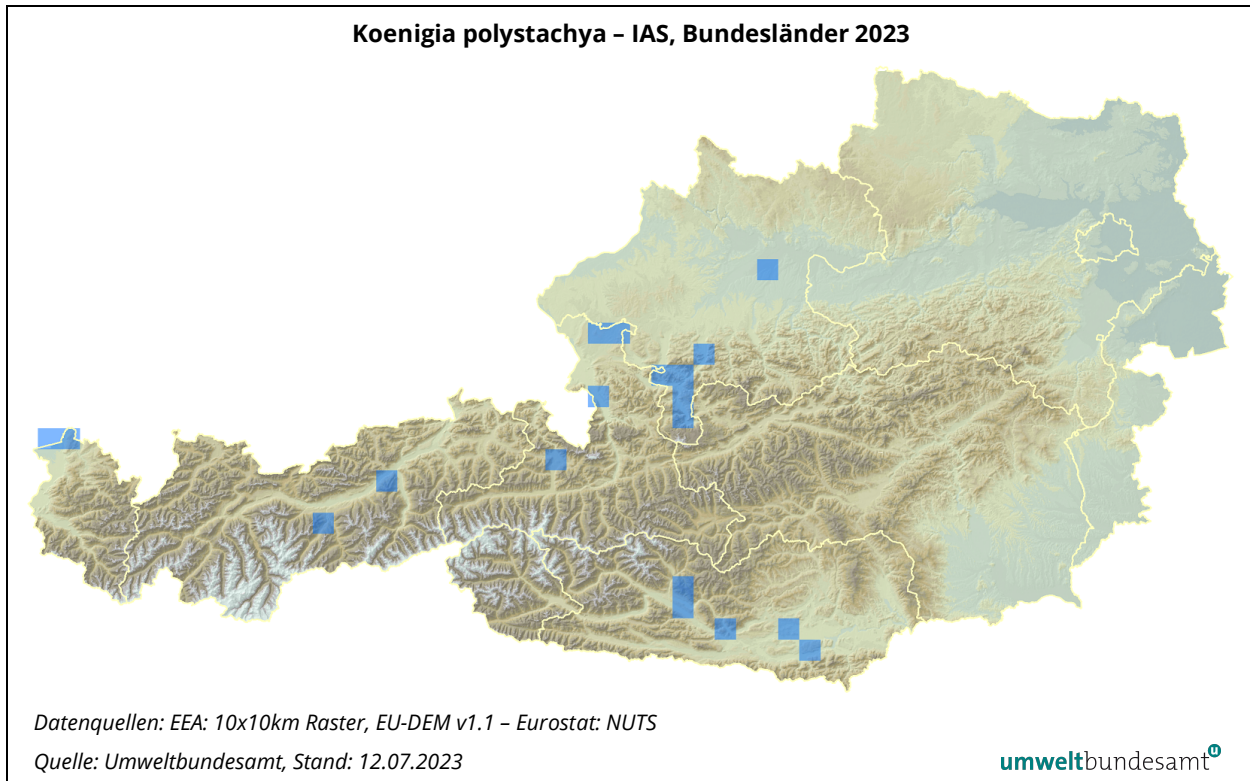 Koenigia polystachya – IAS, Bundesländer 2023
Datenquellen: EEA: 10x10km Raster, EU-DEM v1.1 – Eurostat: NUTS
Quelle: Umweltbundesamt, Stand: 12.07.2023
umweltbundesamt u